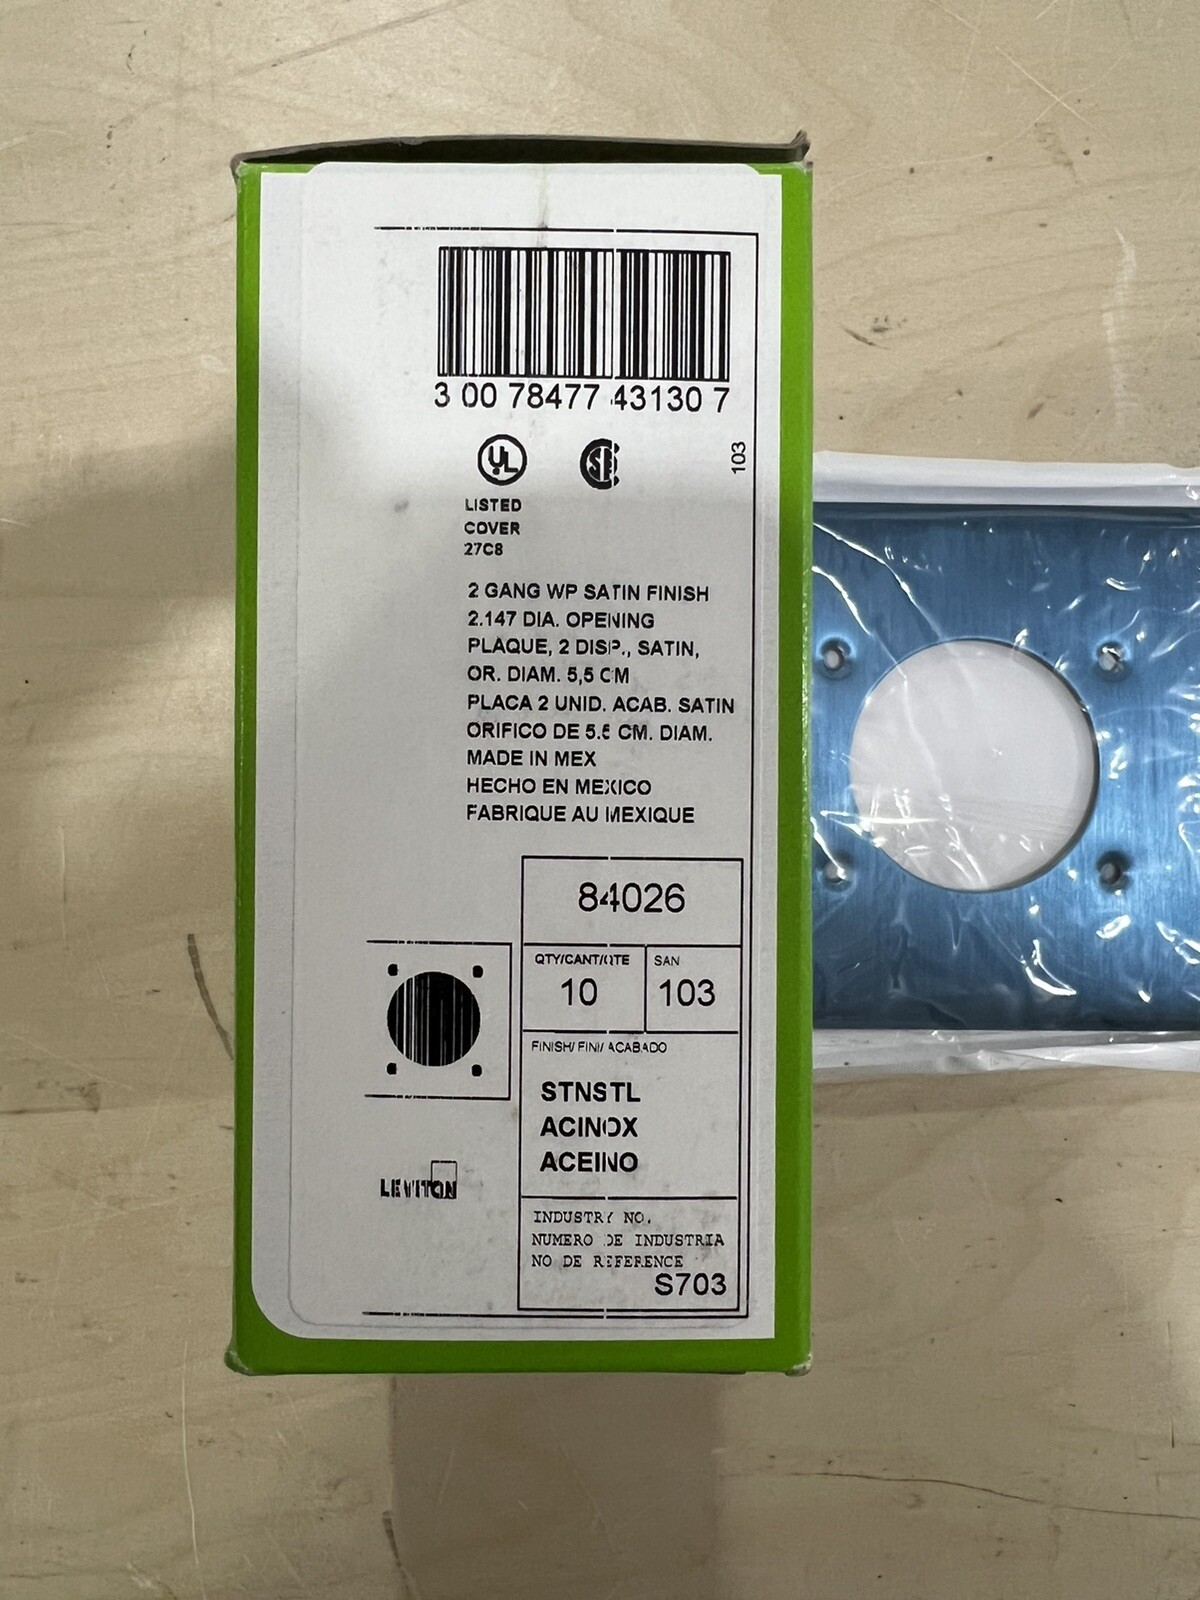 3 00 78477 43130 7
103
UL
LISTED
COVER
27C8
2 GANG WP SATIN FINISH
2.147 DIA. OPENING
PLAQUE, 2 DISP., SATIN,
OR. DIAM. 5,5 CM
PLACA 2 UNID. ACAB. SATIN
ORIFICO DE 5.5 CM. DIAM.
MADE IN MEX
HECHO EN MEXICO
FABRIQUE AU MEXIQUE
84026
QTY/CANT/QTE
10
SAN
103
FINISH/ FINI/ ACABADO
STNSTL
ACINOX
ACEINO
LEVITON
INDUSTRY NO.
NUMERO DE INDUSTRIA
NO DE REFERENCE
S703